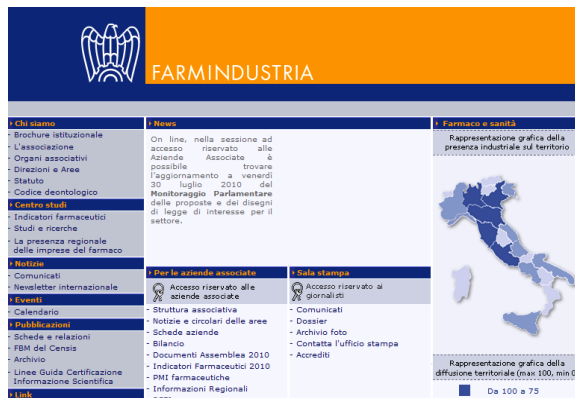 FARMINDUSTRIA
Chi siamo
- Brochure istituzionale
- L'associazione
- Organi associativi
- Direzioni e Aree
- Statuto
- Codice deontologico
Centro studi
- Indicatori farmaceutici
- Studi e ricerche
- La presenza regionale
delle imprese del farmaco
Notizie
- Comunicati
- Newsletter internazionale
Eventi
- Calendario
Pubblicazioni
- Schede e relazioni
- FBM del Censis
- Archivio
- Linee Guida Certificazione
Informazione Scientifica
Link
News
On line, nella sessione ad
accesso riservato alle
Aziende Associate è
possibile trovare
l'aggiornamento a venerdì
30 luglio 2010 del
Monitoraggio Parlamentare
delle proposte e dei disegni
di legge di interesse per il
settore.
Per le aziende associate
Accesso riservato alle
aziende associate
- Struttura associativa
- Notizie e circolari delle aree
- Schede aziende
- Bilancio
- Documenti Assemblea 2010
- Indicatori Farmaceutici 2010
- PMI farmaceutiche
- Informazioni Regionali
Sala stampa
Accesso riservato ai
giornalisti
- Comunicati
- Dossier
- Archivio foto
- Contatta l'ufficio stampa
- Accrediti
Farmaco e sanità
Rappresentazione grafica della
presenza industriale sul territorio
Rappresentazione grafica della
diffusione territoriale (max 100, min 0
Da 100 a 75